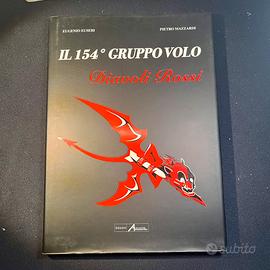 EUGENIO EUSEBI
PIETRO MAZZARDI
IL 154° GRUPPO VOLO
Diavoli Rossi
subito